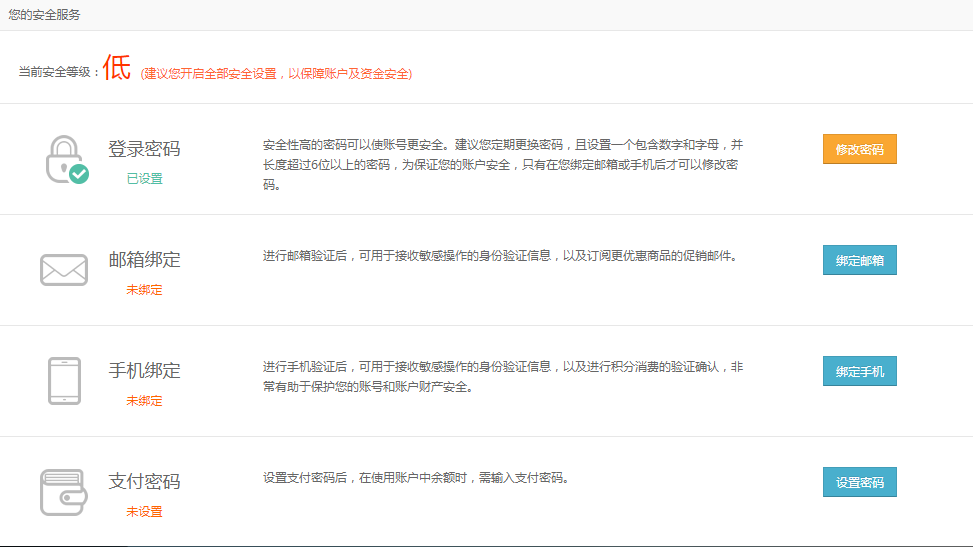 您的安全服务
当前安全等级：低 (建议您开启全部安全设置，以保障账户及资金安全)
登录密码
已设置
安全性高的密码可以使账号更安全。建议您定期更换密码，且设置一个包含数字和字母，并
长度超过6位以上的密码，为保证您的账户安全，只有在您绑定邮箱或手机后才可以修改密
码。
修改密码
邮箱绑定
未绑定
进行邮箱验证后，可用于接收敏感操作的身份验证信息，以及订阅更优惠商品的促销邮件。
绑定邮箱
手机绑定
未绑定
进行手机验证后，可用于接收敏感操作的身份验证信息，以及进行积分消费的验证确认，非
常有助于保护您的账号和账户财产安全。
绑定手机
支付密码
未设置
设置支付密码后，在使用账户中余额时，需输入支付密码。
设置密码